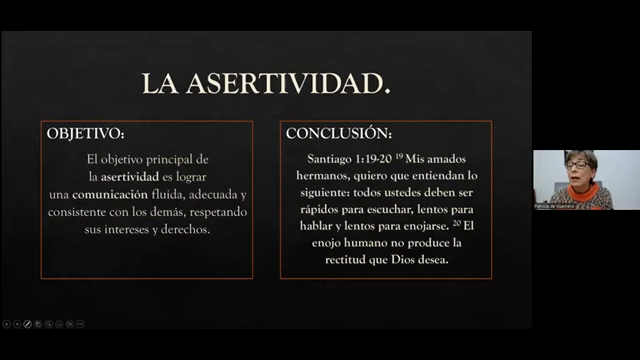 LA ASERTIVIDAD.
OBJETIVO:
El objetivo principal de
la asertividad es lograr
una comunicación fluida, adecuada y
consistente con los demás, respetando
sus intereses y derechos.
CONCLUSIÓN:
Santiago 1:19-20 19 Mis amados
hermanos, quiero que entiendan lo
siguiente: todos ustedes deben ser
rápidos para escuchar, lentos para
hablar y lentos para enojarse. 20 El
enojo humano no produce la
rectitud que Dios desea.
Patricia de Guerrero